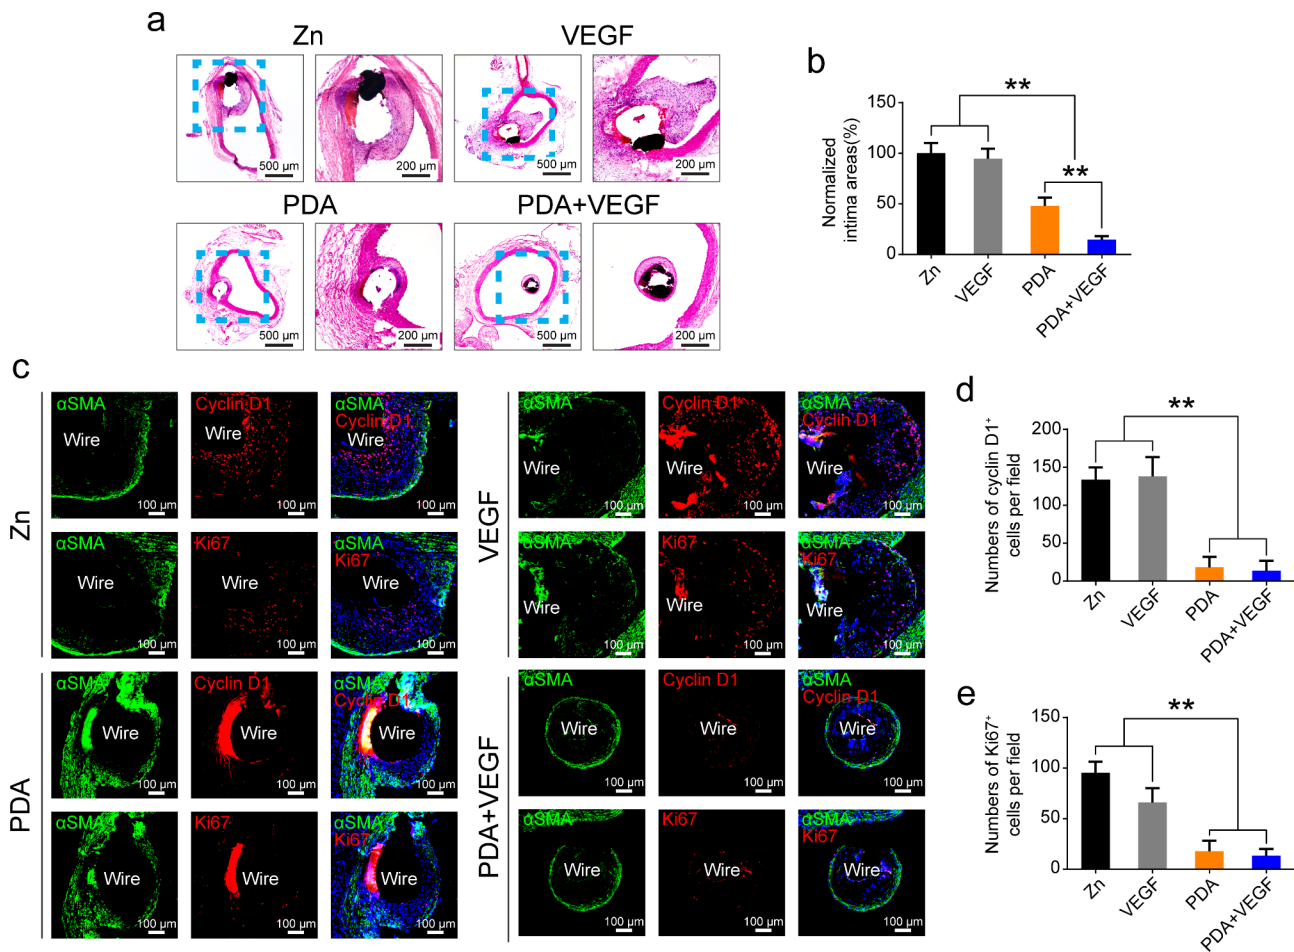 a
Zn
VEGF
500 µm
200 µm
500 µm
200 µm
PDA
PDA+VEGF
500 µm
200 µm
500 µm
200 µm
b
Normalized
intima areas(%)
150
100
50
0
**
**
Zn
VEGF
PDA
PDA+VEGF
c
Zn
αSMA
Wire
100 µm
Cyclin D1
Wire
100 µm
αSMA
Cyclin D1
Wire
100 µm
αSMA
Wire
100 µm
Ki67
Wire
100 µm
αSMA
Ki67
Wire
100 µm
VEGF
αSMA
Wire
100 µm
Cyclin D1
Wire
100 µm
αSMA
Cyclin D1
Wire
100 µm
αSMA
Wire
100 µm
Ki67
Wire
100 µm
αSMA
Ki67
Wire
100 µm
PDA
αSMA
Wire
100 µm
Cyclin D1
Wire
100 µm
αSMA
Cyclin D1
Wire
100 µm
αSMA
Wire
100 µm
Ki67
Wire
100 µm
αSMA
Ki67
Wire
100 µm
PDA+VEGF
αSMA
Wire
100 µm
Cyclin D1
Wire
100 µm
αSMA
Cyclin D1
Wire
100 µm
αSMA
Wire
100 µm
Ki67
Wire
100 µm
αSMA
Ki67
Wire
100 µm
d
Numbers of cyclin D1⁺
cells per field
200
150
100
50
0
**
Zn
VEGF
PDA
PDA+VEGF
e
Numbers of Ki67⁺
cells per field
150
100
50
0
**
Zn
VEGF
PDA
PDA+VEGF